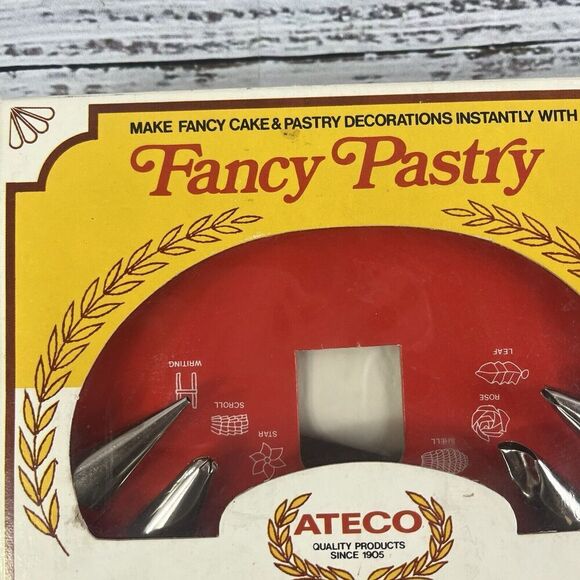 MAKE FANCY CAKE & PASTRY DECORATIONS INSTANTLY WITH
Fancy Pastry
WRITING
SCROLL
STAR
LEAF
ROSE
SHELL
ATECO
QUALITY PRODUCTS
SINCE 1905